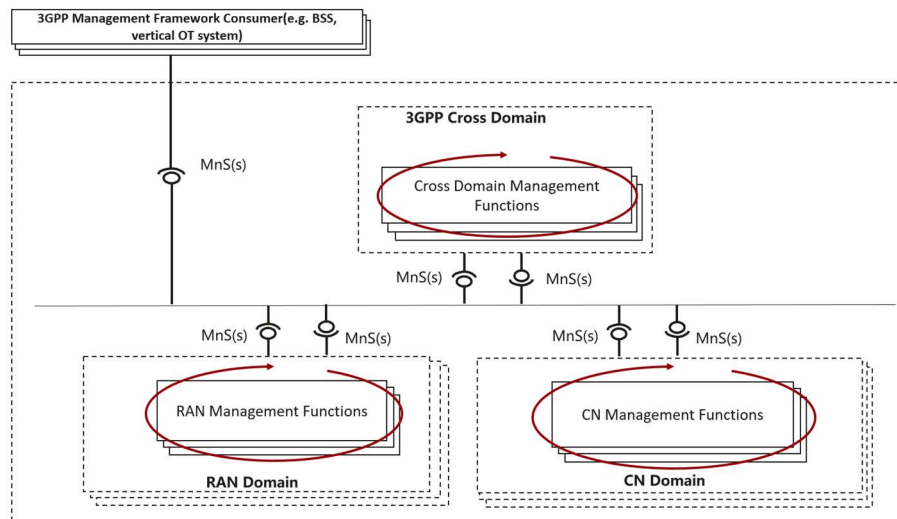 3GPP Management Framework Consumer(e.g. BSS,
vertical OT system)
3GPP Cross Domain
MnS(s)
Cross Domain Management
Functions
MnS(s)
MnS(s)
MnS(s)
MnS(s)
MnS(s)
MnS(s)
RAN Management Functions
CN Management Functions
RAN Domain
CN Domain